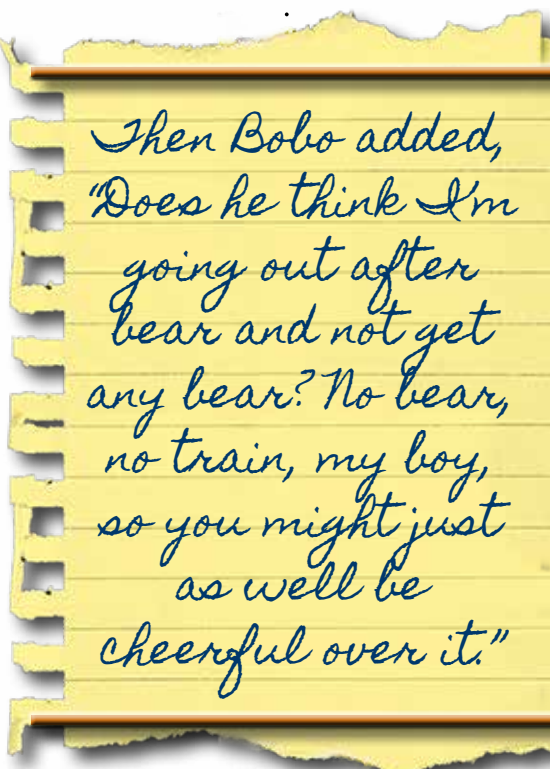 Then Bobo added,
"Does he think I'm
going out after
bear and not get
any bear? No bear,
no train, my boy,
so you might just
as well be
cheerful over it."